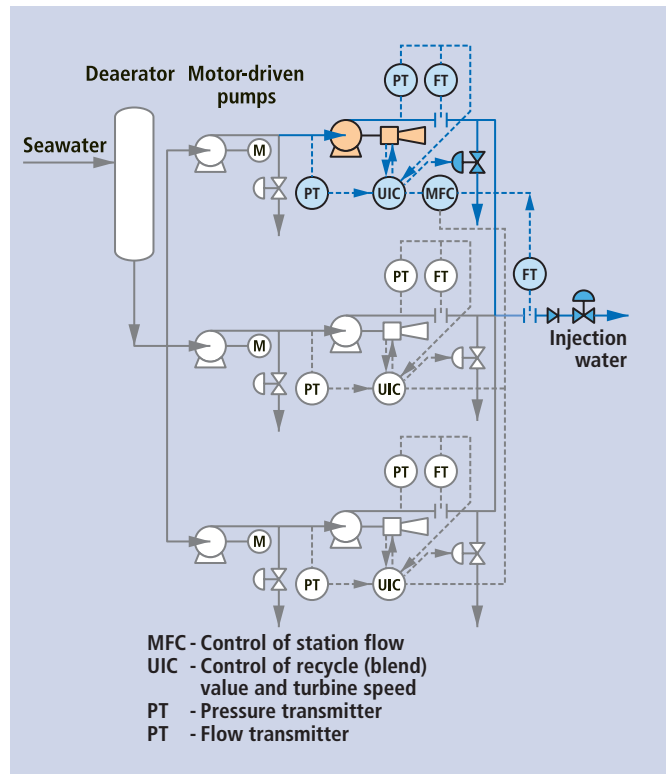 Deaerator
Motor-driven
pumps
Seawater
PT
FT
M
PT
UIC
MFC
FT
Injection
water
PT
FT
M
PT
UIC
PT
FT
M
PT
UIC
MFC - Control of station flow
UIC - Control of recycle (blend)
value and turbine speed
PT - Pressure transmitter
PT - Flow transmitter